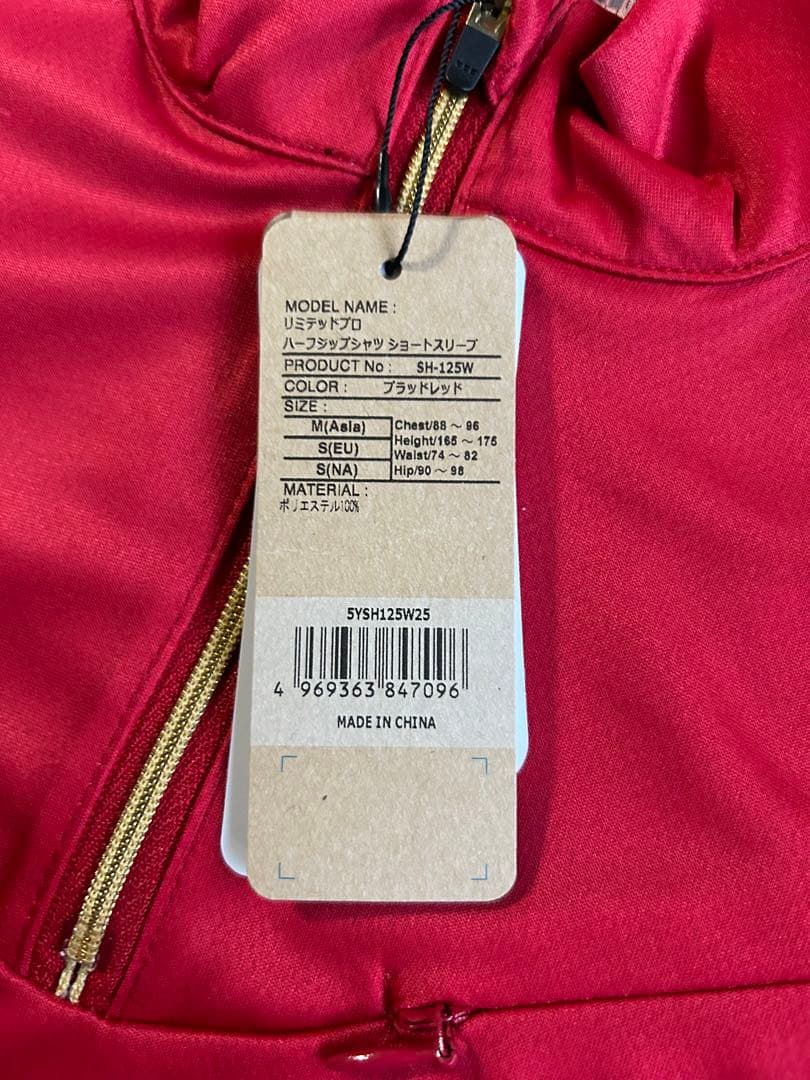 MODEL NAME :
リミテッドプロ
ハーフジップシャツ ショートスリーブ
PRODUCT No : SH-125W
COLOR : ブラッドレッド
SIZE :
M(Asia)
S(EU)
S(NA)
Chest/88 ～ 96
Height/165 ～ 175
Waist/74 ～ 82
Hip/90 ～ 98
MATERIAL :
ポリエステル100%
5YSH125W25
4 969363 847096
MADE IN CHINA